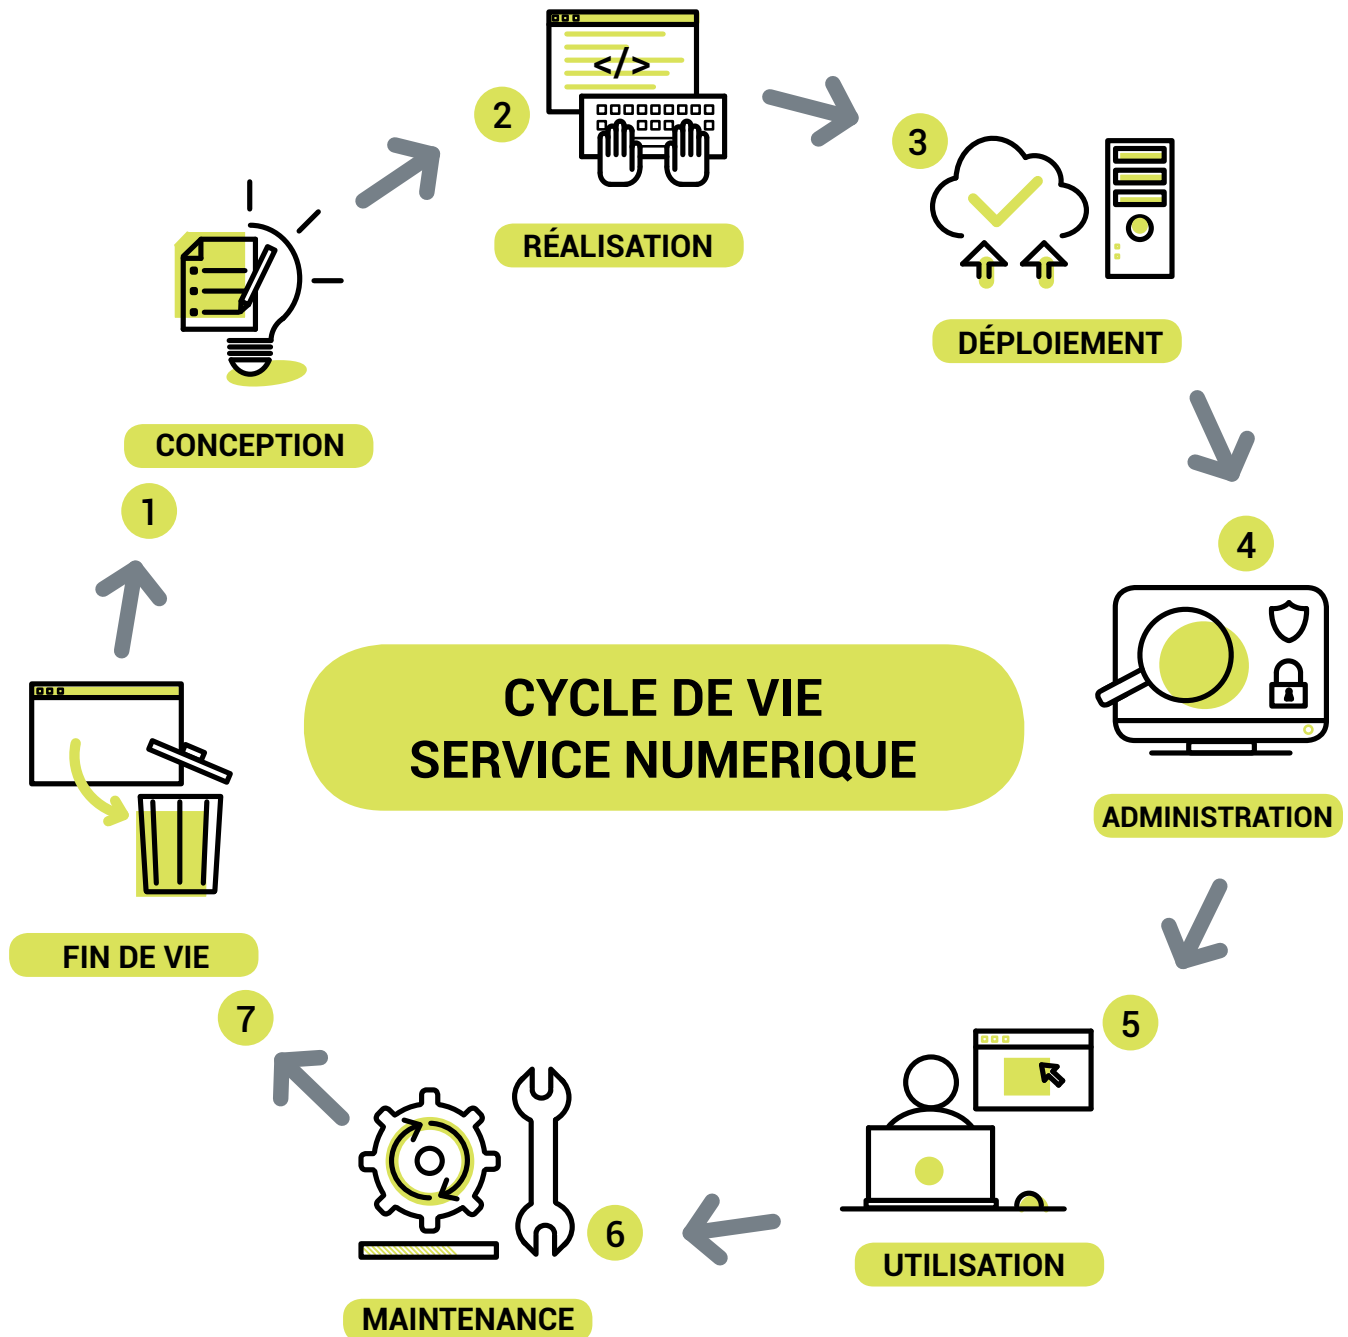 2
</>
RÉALISATION
3
DÉPLOIEMENT
CONCEPTION
1
4
CYCLE DE VIE
SERVICE NUMERIQUE
ADMINISTRATION
FIN DE VIE
7
5
6
UTILISATION
MAINTENANCE